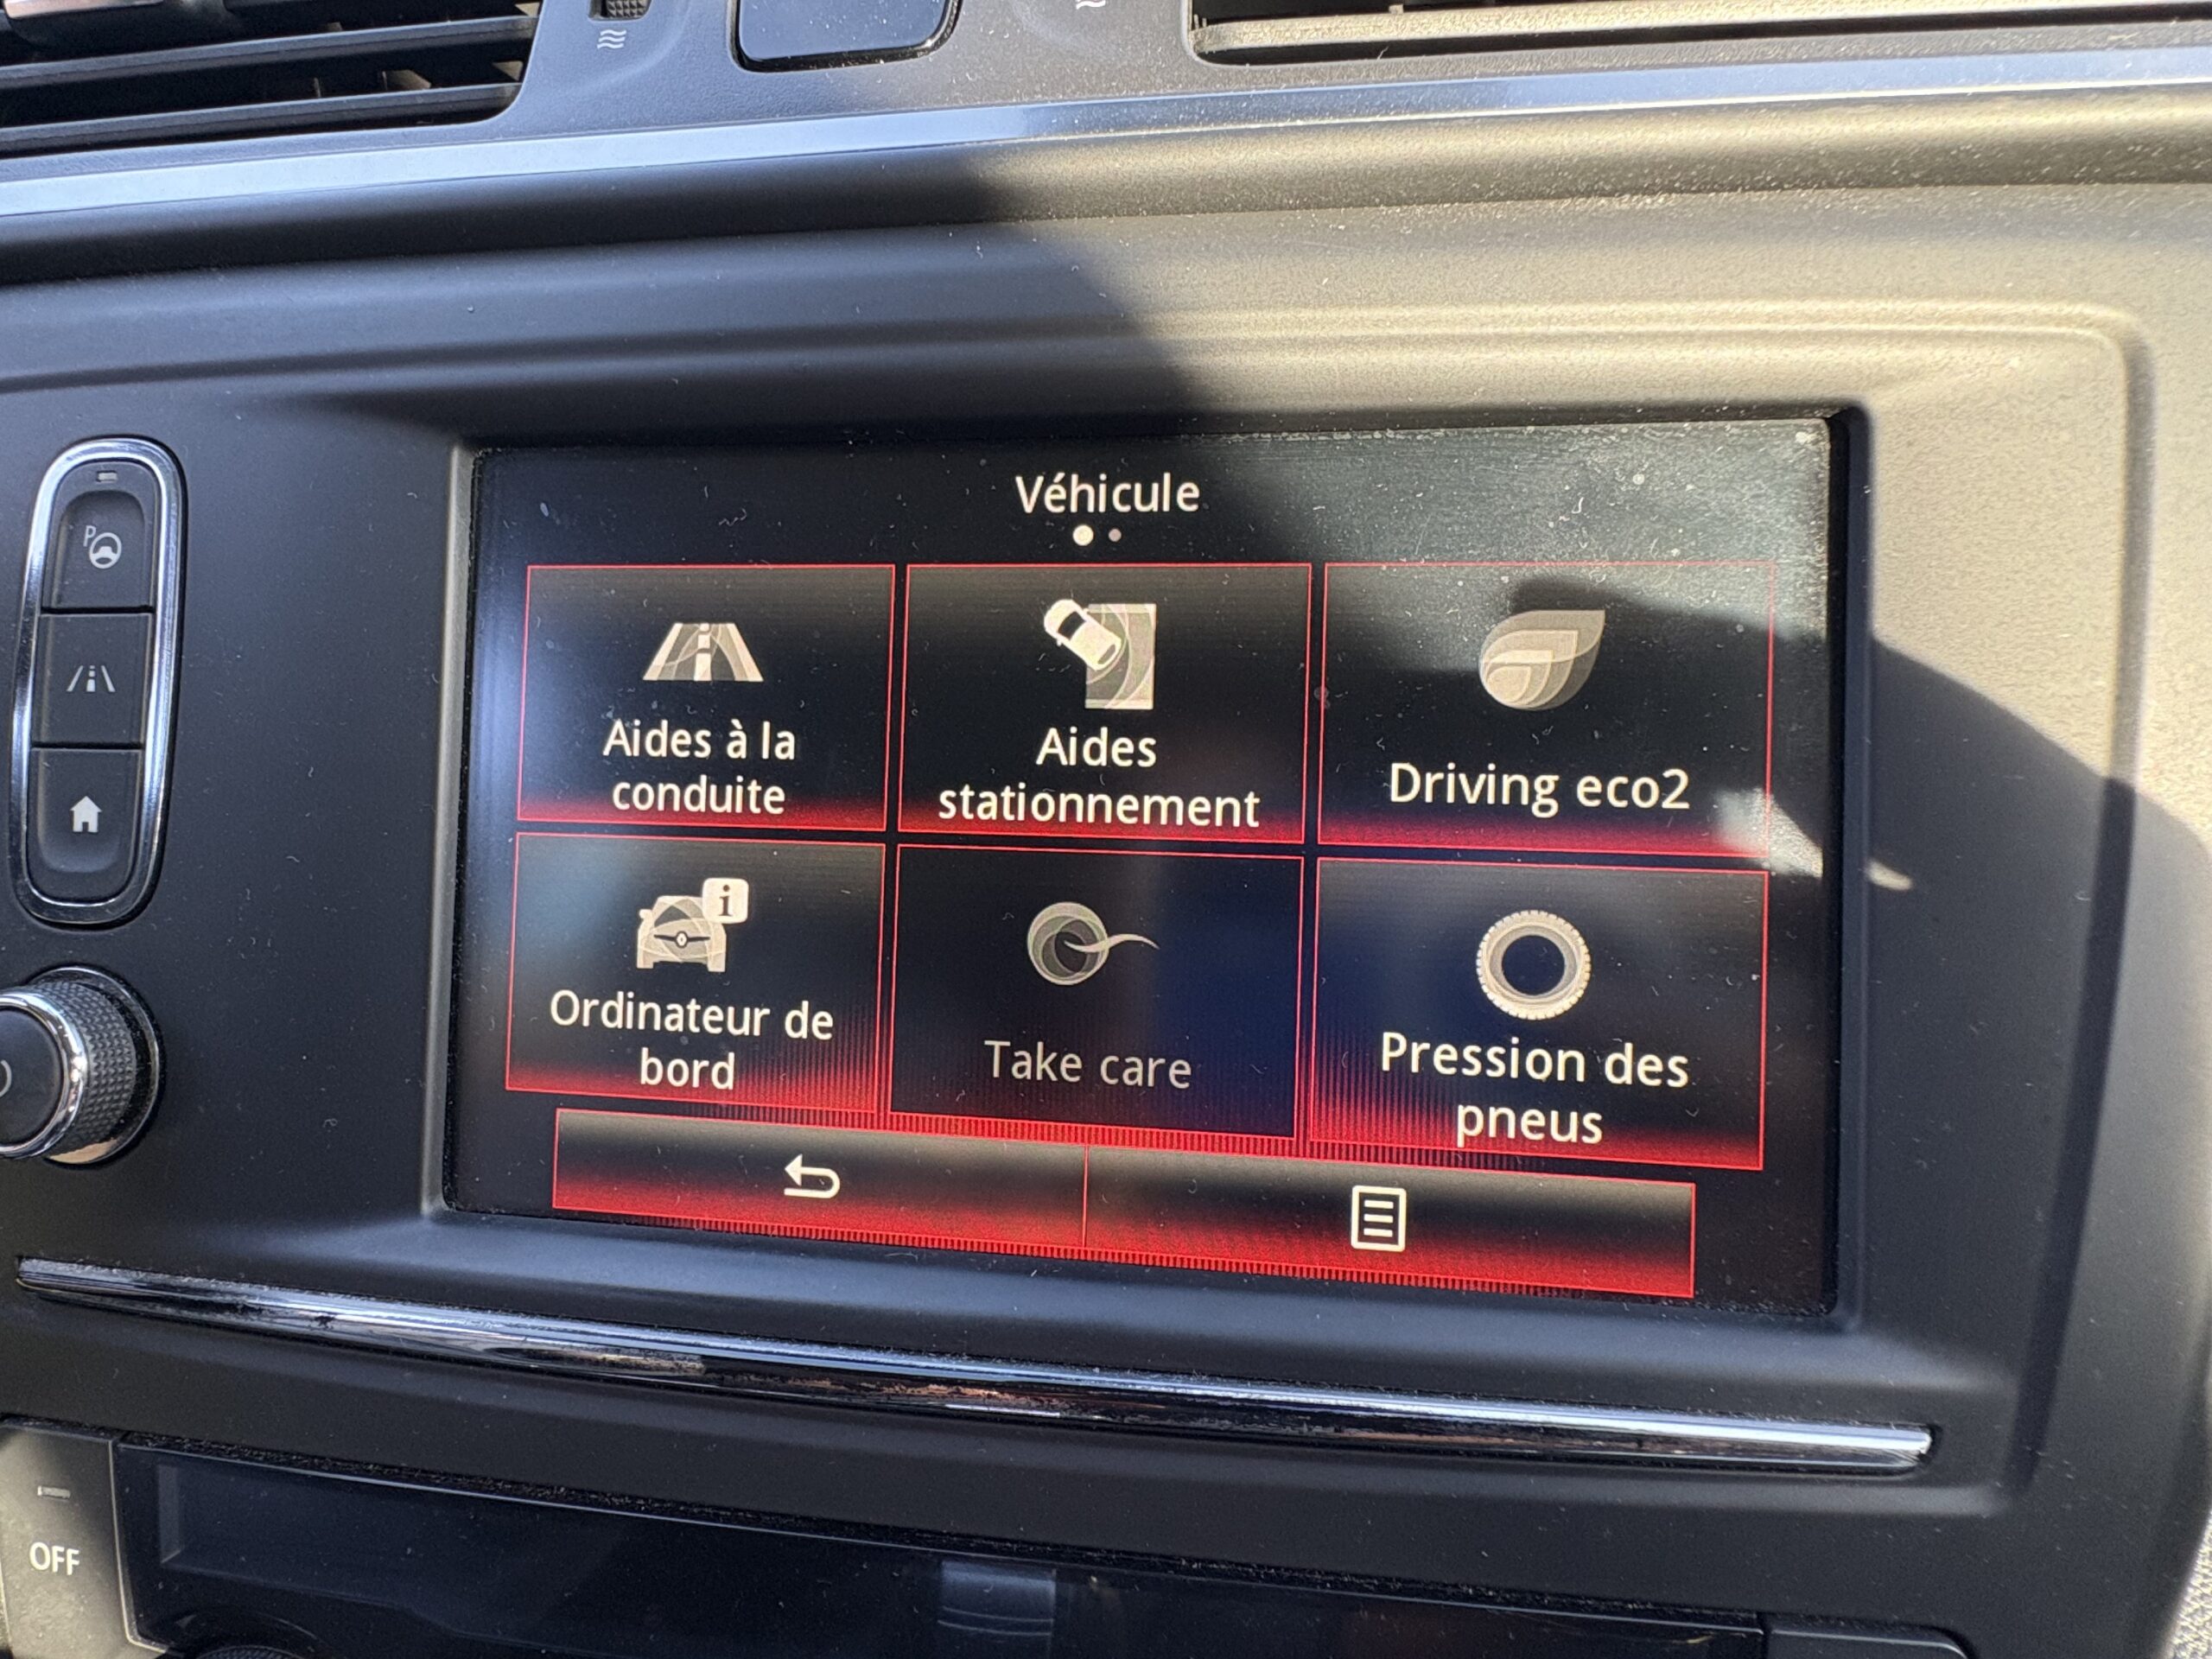 Véhicule
Aides à la
conduite
Aides
stationnement
Driving eco2
Ordinateur de
bord
Take care
Pression des
pneus
P
OFF